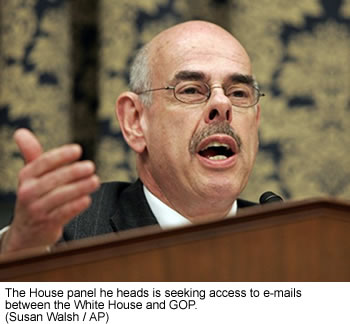 The House panel he heads is seeking access to e-mails
between the White House and GOP.
(Susan Walsh / AP)